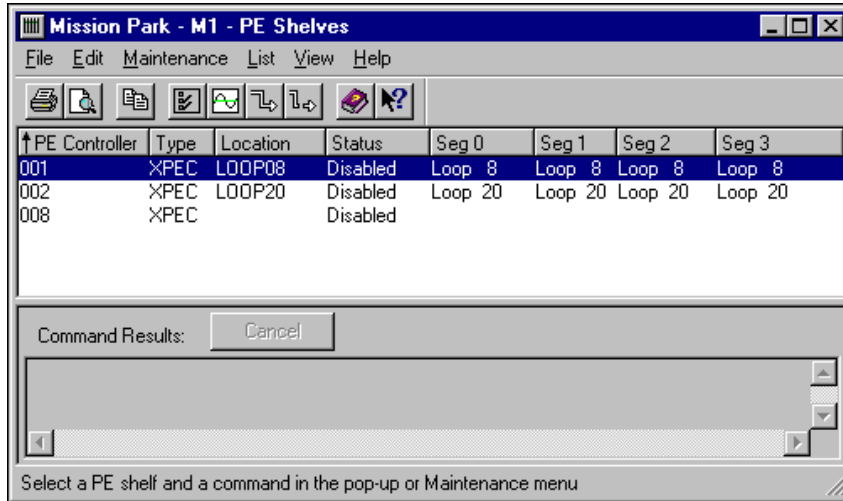 Mission Park - M1 - PE Shelves
File Edit Maintenance List View Help
PE Controller Type Location Status Seg 0 Seg 1 Seg 2 Seg 3
001 XPEC LOOP08 Disabled Loop 8 Loop 8 Loop 8 Loop 8
002 XPEC LOOP20 Disabled Loop 20 Loop 20 Loop 20 Loop 20
008 XPEC Disabled
Command Results: Cancel
Select a PE shelf and a command in the pop-up or Maintenance menu